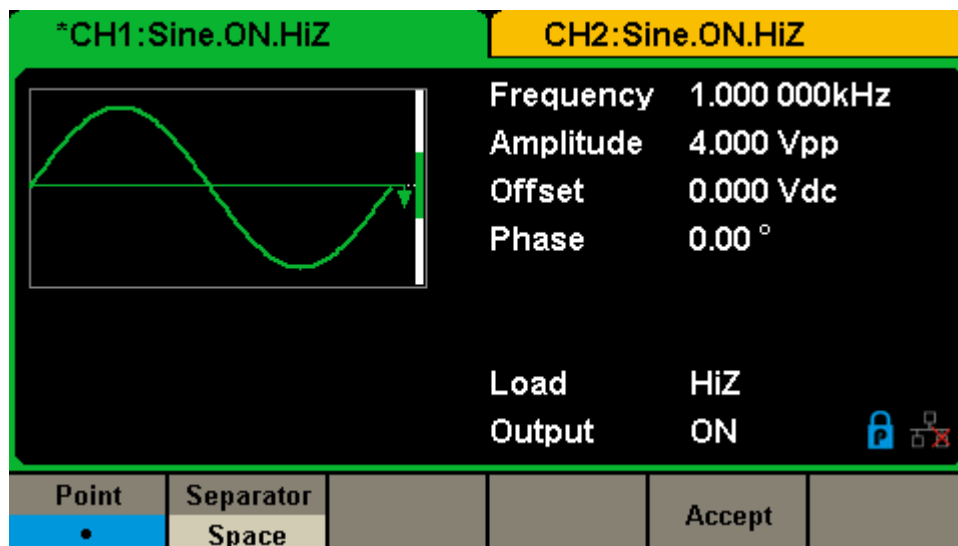 *CH1:Sine.ON.HiZ CH2:Sine.ON.HiZ
Frequency 1.000 000kHz
Amplitude 4.000 Vpp
Offset 0.000 Vdc
Phase 0.00 °
Load HiZ
Output ON P
Point Separator
• Space Accept